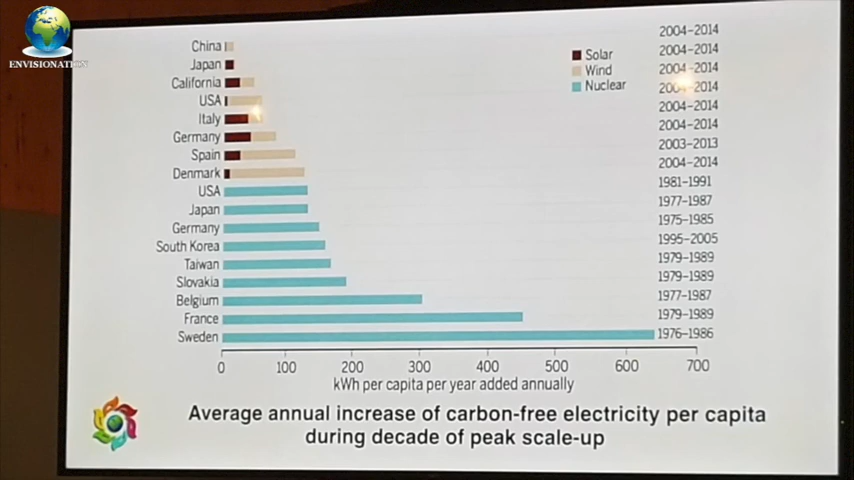 ENVISIONATION
2004-2014
China
2004-2014
Japan
2004-2014
California
2004-2014
USA
2004-2014
Italy
2004-2014
Germany
2003-2013
Spain
2004-2014
Denmark
1981-1991
USA
1977-1987
Japan
1975-1985
Germany
1995-2005
South Korea
1979-1989
Taiwan
1979-1989
Slovakia
1977-1987
Belgium
1979-1989
France
1976-1986
Sweden
Solar
Wind
Nuclear
0 100 200 300 400 500 600 700
kWh per capita per year added annually
Average annual increase of carbon-free electricity per capita
during decade of peak scale-up